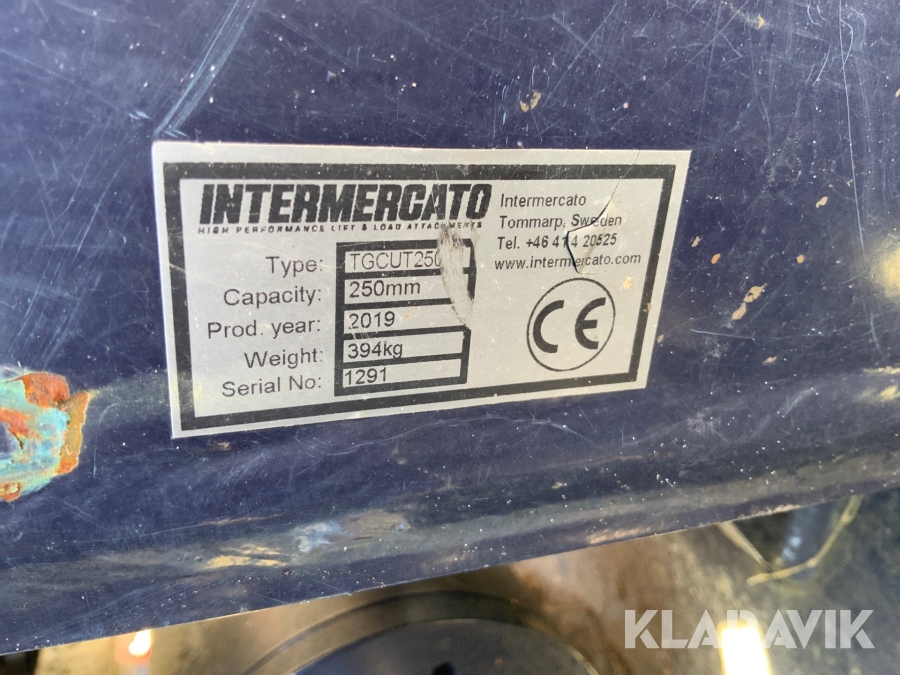 INTERMERCATO
HIGH PERFORMANCE LIFT & LOAD ATTACHMENTS
Intermercato
Tommarp, Sweden
Tel. +46 414 20525
www.intermercato.com
Type: TGCUT250
Capacity: 250mm
Prod. year: 2019
Weight: 394kg
Serial No: 1291
CE
KLARAVIK